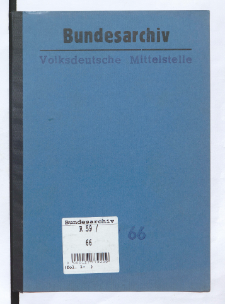 Bundesarchiv
Volksdeutsche Mittelstelle
66
Bundesarchiv
R 59 /
66